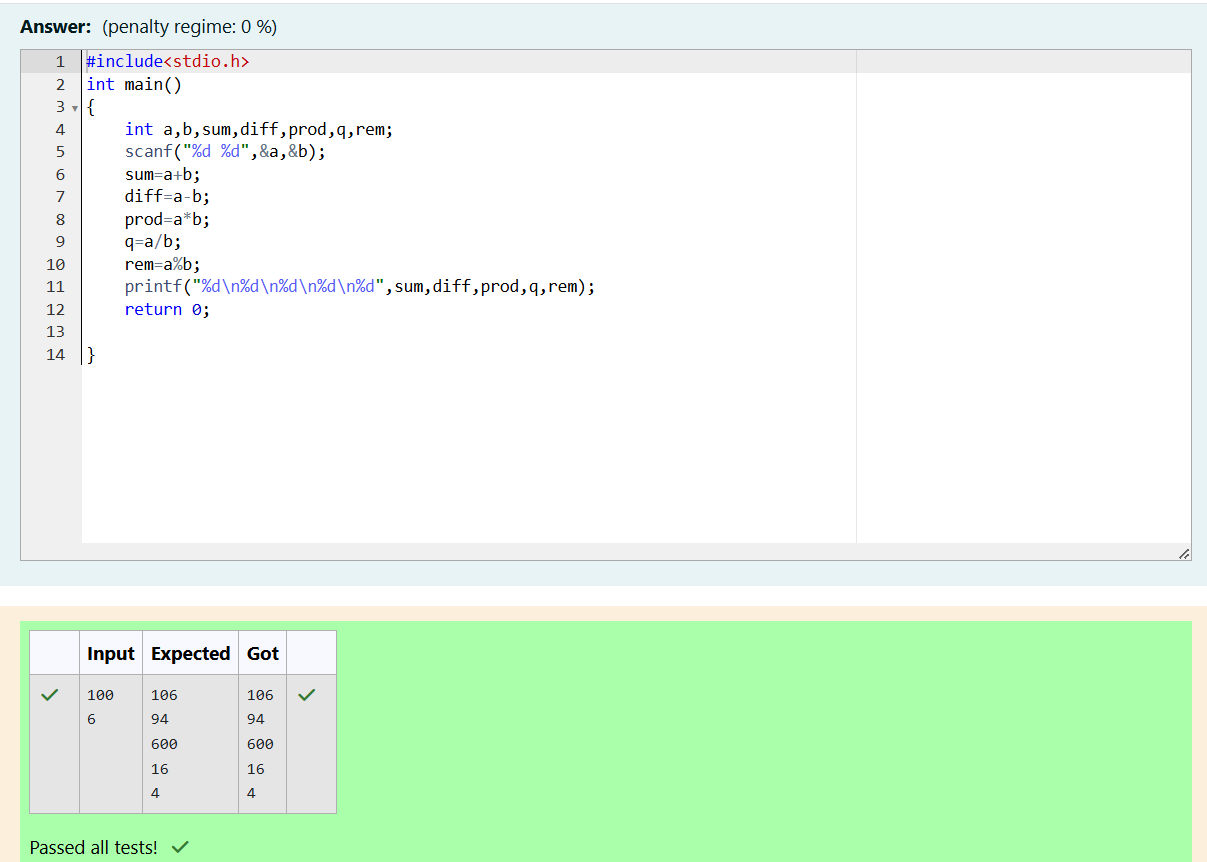 Answer: (penalty regime: 0 %)
1 #include<stdio.h>
2 int main()
3 {
4     int a,b,sum,diff,prod,q,rem;
5     scanf("%d %d",&a,&b);
6     sum=a+b;
7     diff=a-b;
8     prod=a*b;
9     q=a/b;
10     rem=a%b;
11     printf("%d\n%d\n%d\n%d\n%d",sum,diff,prod,q,rem);
12     return 0;
13
14 }
Input Expected Got
100 106 106
6 94 94
600 600
16 16
4 4
Passed all tests!